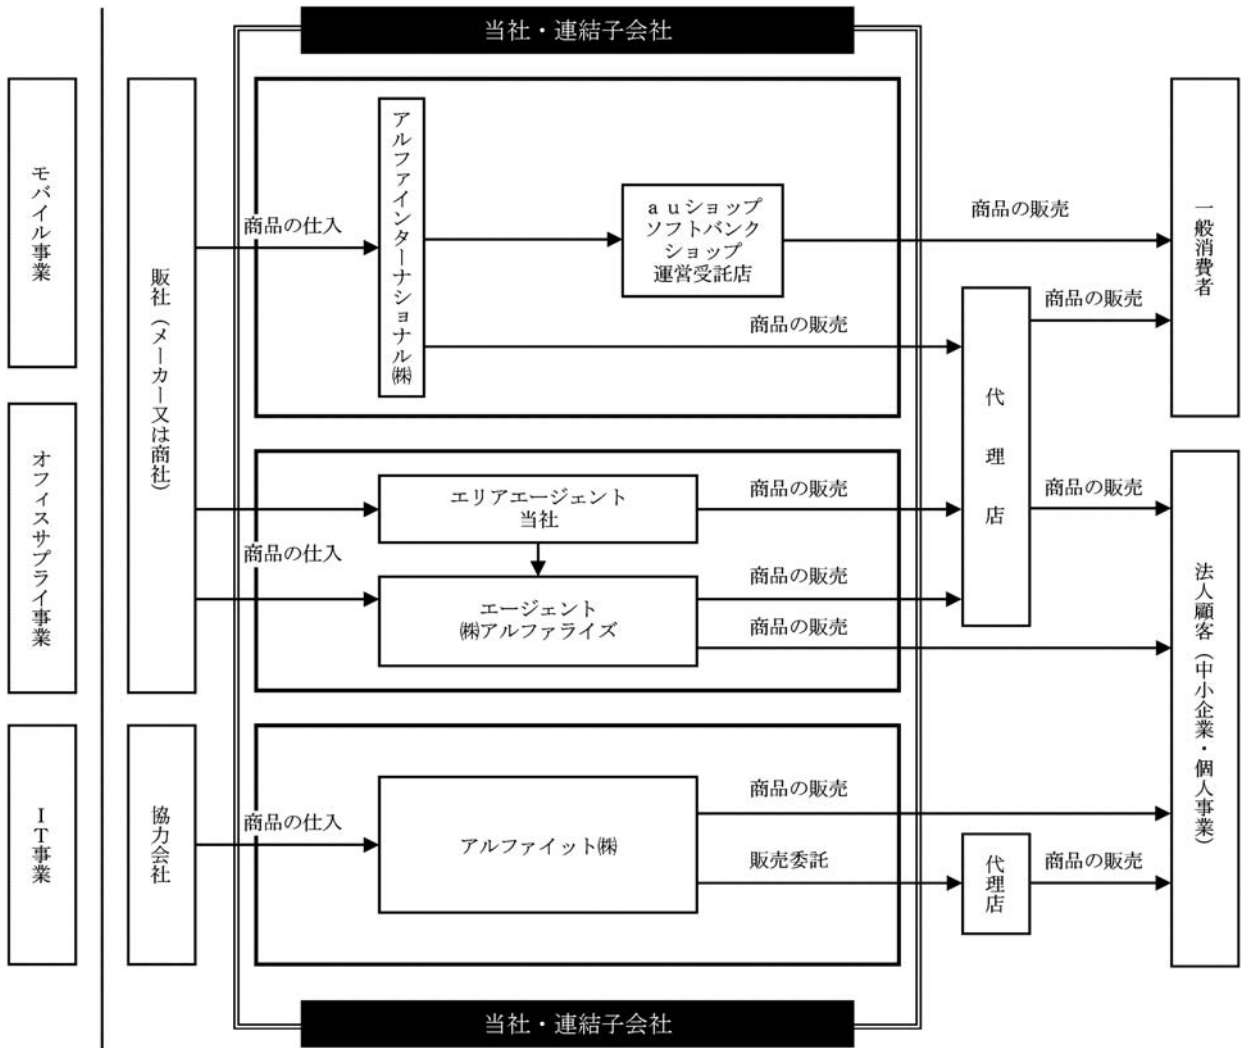 当社・連結子会社
モバイル事業
オフィスサプライ事業
IT事業
販社（メーカー又は商社）
協力会社
商品の仕入
アルファインターナショナル㈱
auショップ
ソフトバンク
ショップ
運営受託店
商品の販売
商品の販売
商品の販売
代理店
一般消費者
商品の仕入
エリアエージェント
当社
商品の販売
商品の販売
エージェント
㈱アルファライズ
商品の販売
商品の販売
法人顧客（中小企業・個人事業）
商品の仕入
アルファイット㈱
商品の販売
販売委託
代理店
商品の販売
当社・連結子会社